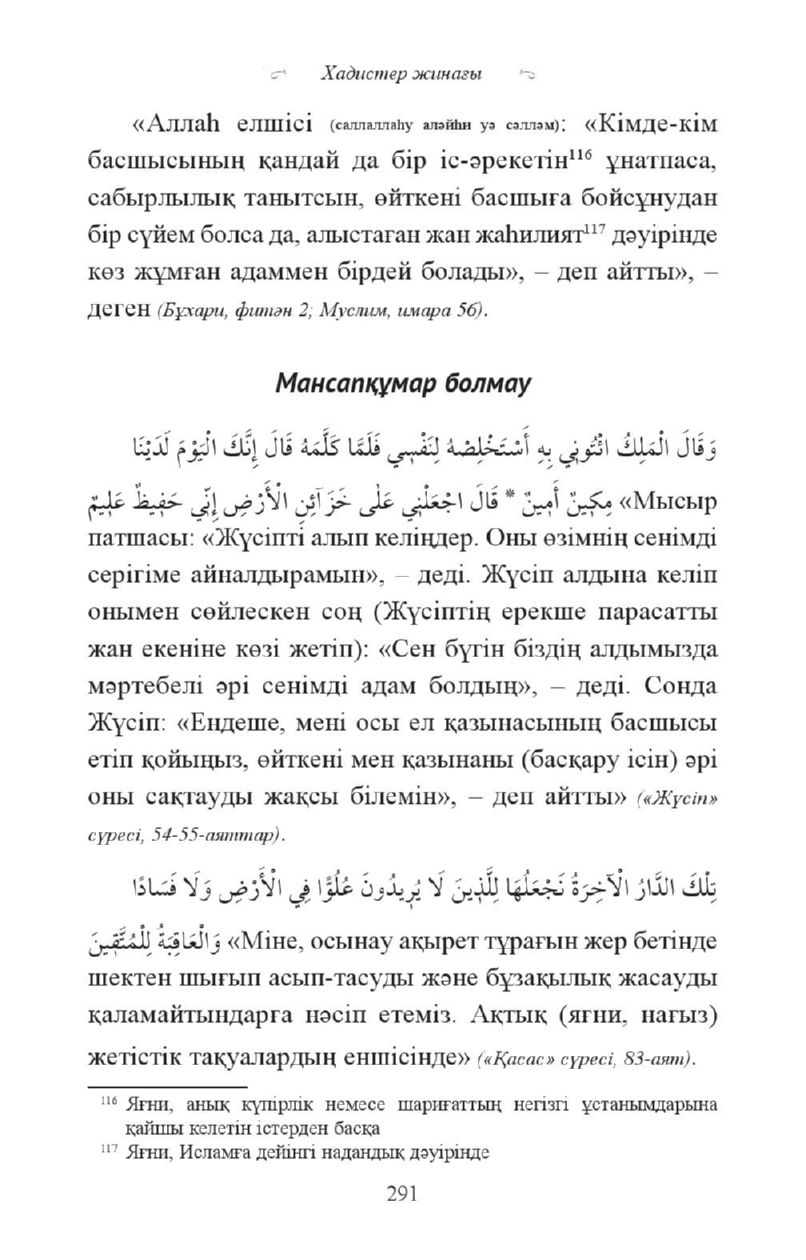 Хадистер жинағы
«Аллаһ елшісі (саллаллаһу аләйһи уә сәлләм): «Кімде-кім
басшысының қандай да бір іс-әрекетін¹¹⁶ ұнатпаса,
сабырлылық танытсын, өйткені басшыға бойсұнудан
бір сүйем болса да, алыстаған жан жаһилият¹¹⁷ дәуірінде
көз жұмған адаммен бірдей болады», – деп айтты», –
деген (Бұхари, фитән 2; Муслим, имара 56).
Мансапқұмар болмау
وَقَالَ الْمَلِكُ ائْتُونِي بِهِ أَسْتَخْلِصْهُ لِنَفْسِي فَلَمَّا كَلَّمَهُ قَالَ إِنَّكَ الْيَوْمَ لَدَيْنَا
مِكِينٌ أَمِينٌ * قَالَ اجْعَلْنِي عَلَى خَزَآئِنِ الْأَرْضِ إِنِّي حَفِيظٌ عَلِيمٌ «Мысыр
патшасы: «Жүсіпті алып келіңдер. Оны өзімнің сенімді
серігіме айналдырамын», – деді. Жүсіп алдына келіп
онымен сөйлескен соң (Жүсіптің ерекше парасатты
жан екеніне көзі жетіп): «Сен бүгін біздің алдымызда
мәртебелі әрі сенімді адам болдың», – деді. Сонда
Жүсіп: «Ендеше, мені осы ел қазынасының басшысы
етіп қойыңыз, өйткені мен қазынаны (басқару ісін) әрі
оны сақтауды жақсы білемін», – деп айтты» («Жүсіп»
сүресі, 54-55-аяттар).
تِلْكَ الدَّارُ الْآخِرَةُ نَجْعَلُهَا لِلَّذِينَ لَا يُرِيدُونَ عُلُوًّا فِي الْأَرْضِ وَلَا فَسَادًا
وَالْعَاقِبَةُ لِلْمُتَّقِينَ «Міне, осынау ақырет тұрағын жер бетінде
шектен шығып асып-тасуды және бұзақылық жасауды
қаламайтындарға нәсіп етеміз. Ақтық (яғни, нағыз)
жетістік тақуалардың еншісінде» («Қасас» сүресі, 83-аят).
¹¹⁶ Яғни, анық күпірлік немесе шариғаттың негізгі ұстанымдарына
қайшы келетін істерден басқа
¹¹⁷ Яғни, Исламға дейінгі надандық дәуірінде
291